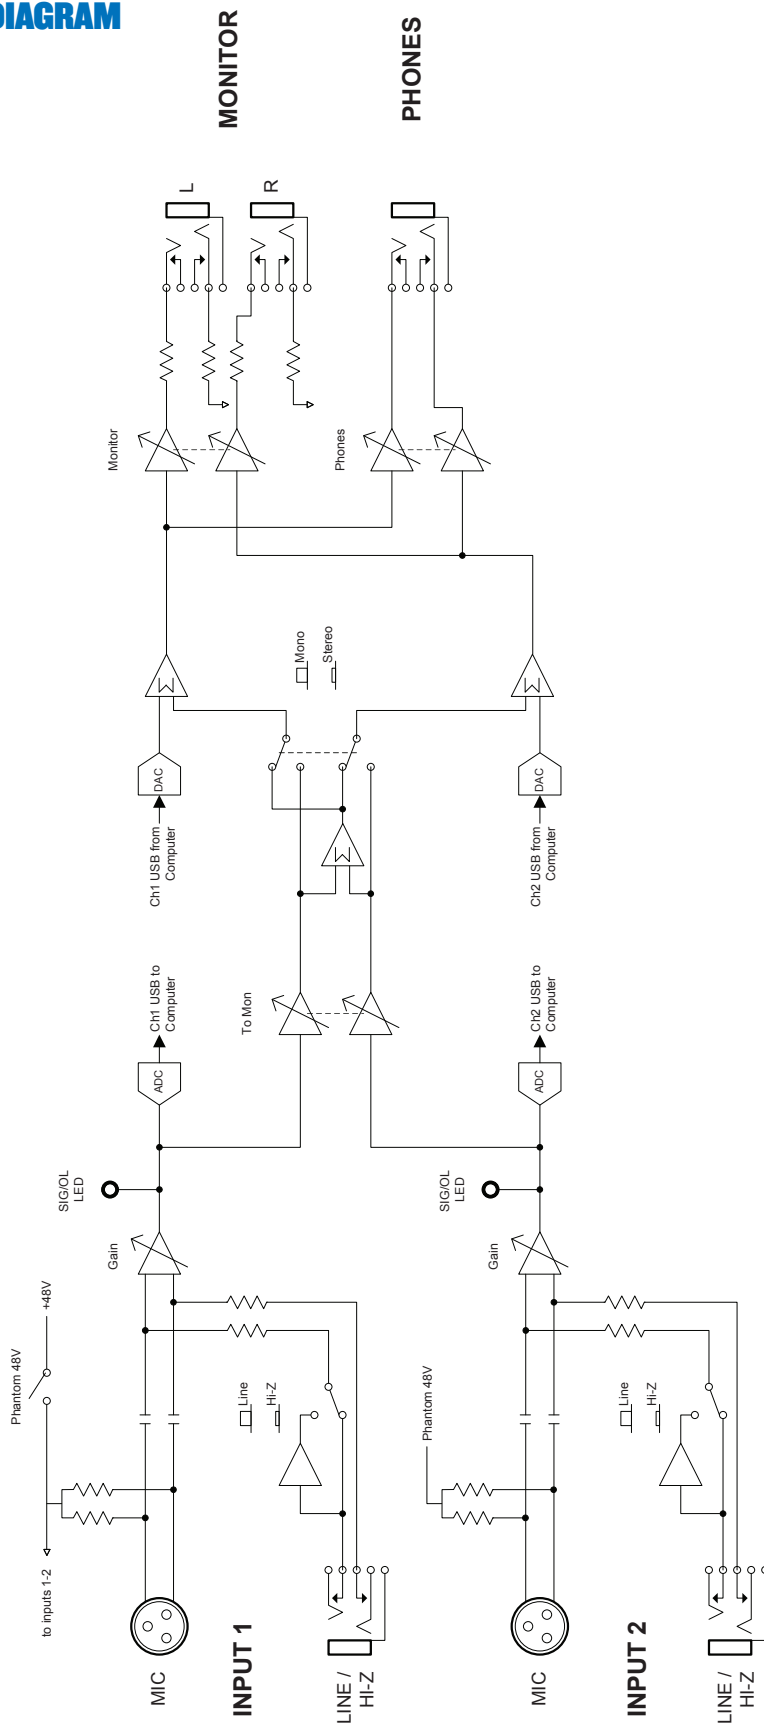 DIAGRAM
MONITOR
PHONES
L
R
Monitor
Phones
Mono
Stereo
DAC
Ch1 USB from
Computer
DAC
Ch2 USB from
Computer
To Mon
ADC
Ch1 USB to
Computer
ADC
Ch2 USB to
Computer
SIG/OL
LED
SIG/OL
LED
Gain
Gain
Phantom 48V
+48V
to inputs 1-2
Line
Hi-Z
Phantom 48V
Line
Hi-Z
MIC
INPUT 1
LINE /
HI-Z
MIC
INPUT 2
LINE /
HI-Z